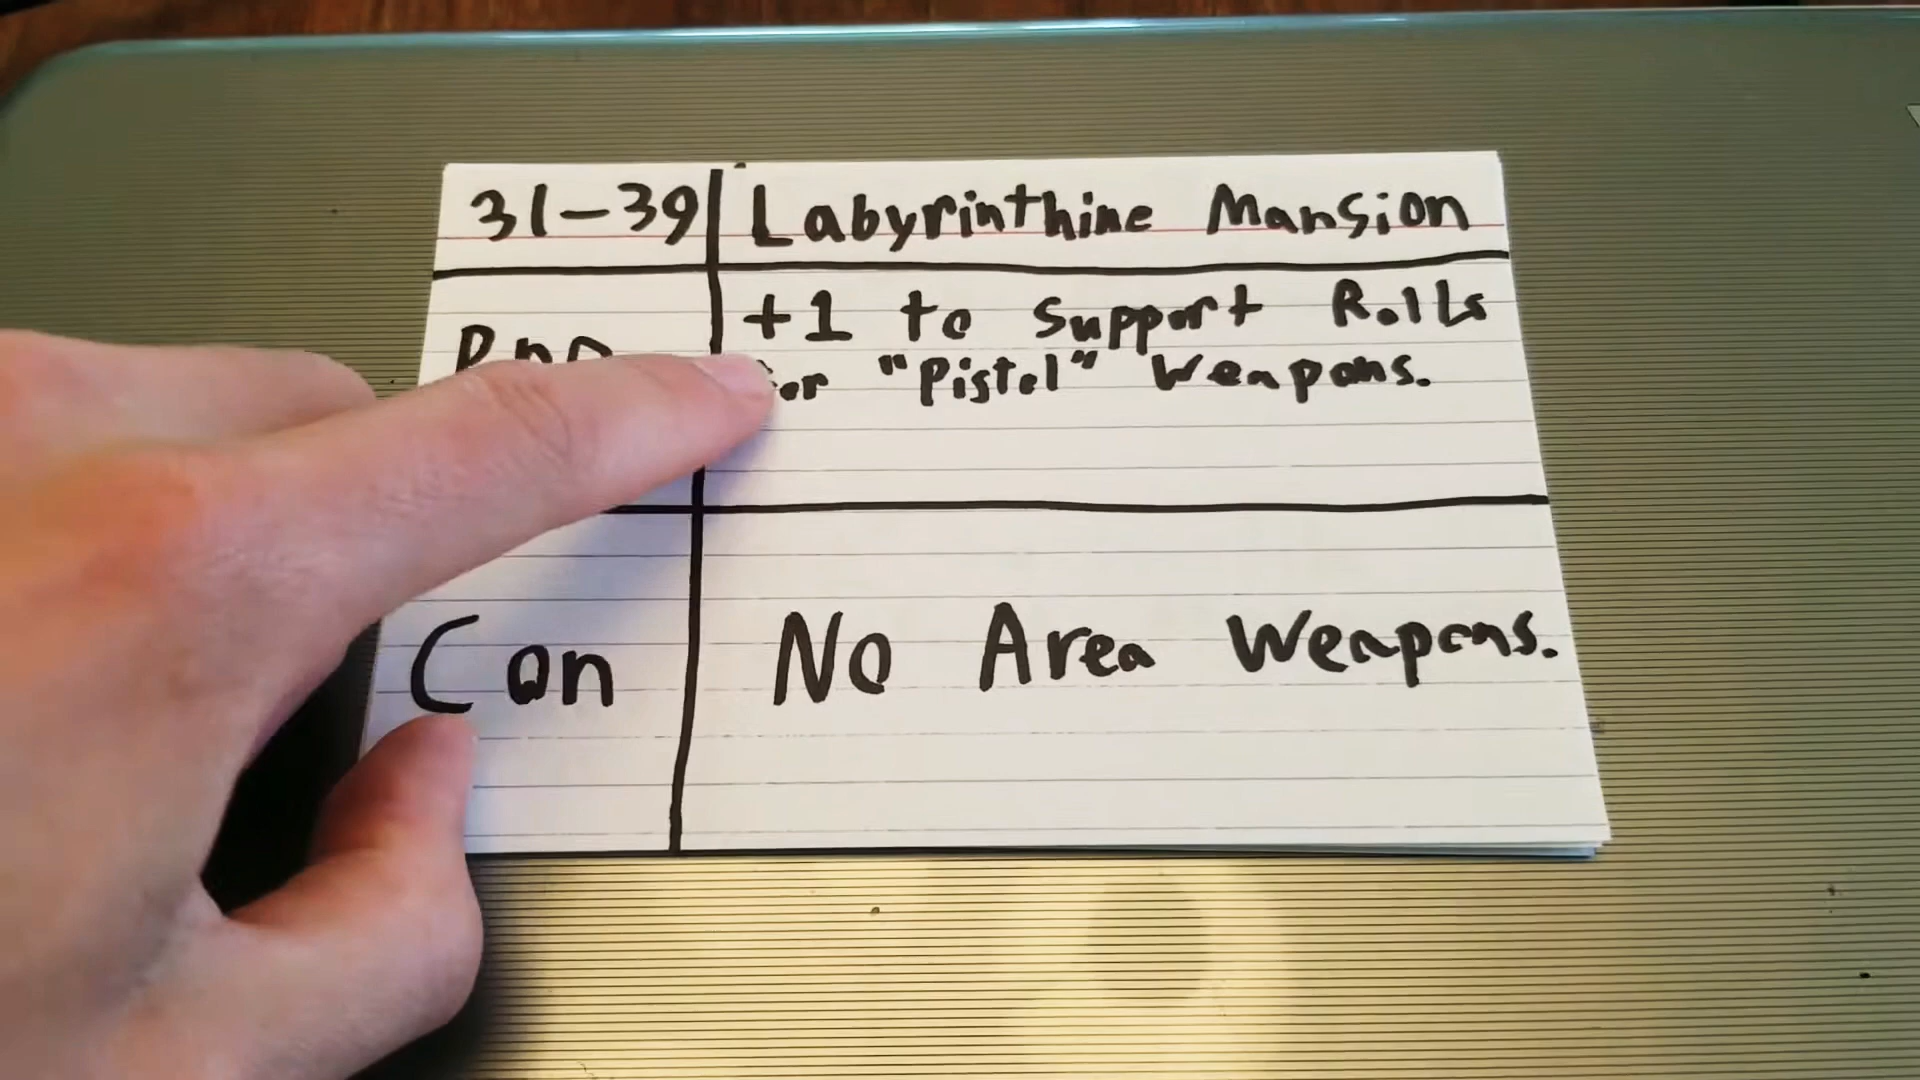 31-39 Labyrinthine Mansion
+1 to Support Rolls
"Pistol" Weapons.
Con No Area Weapons.